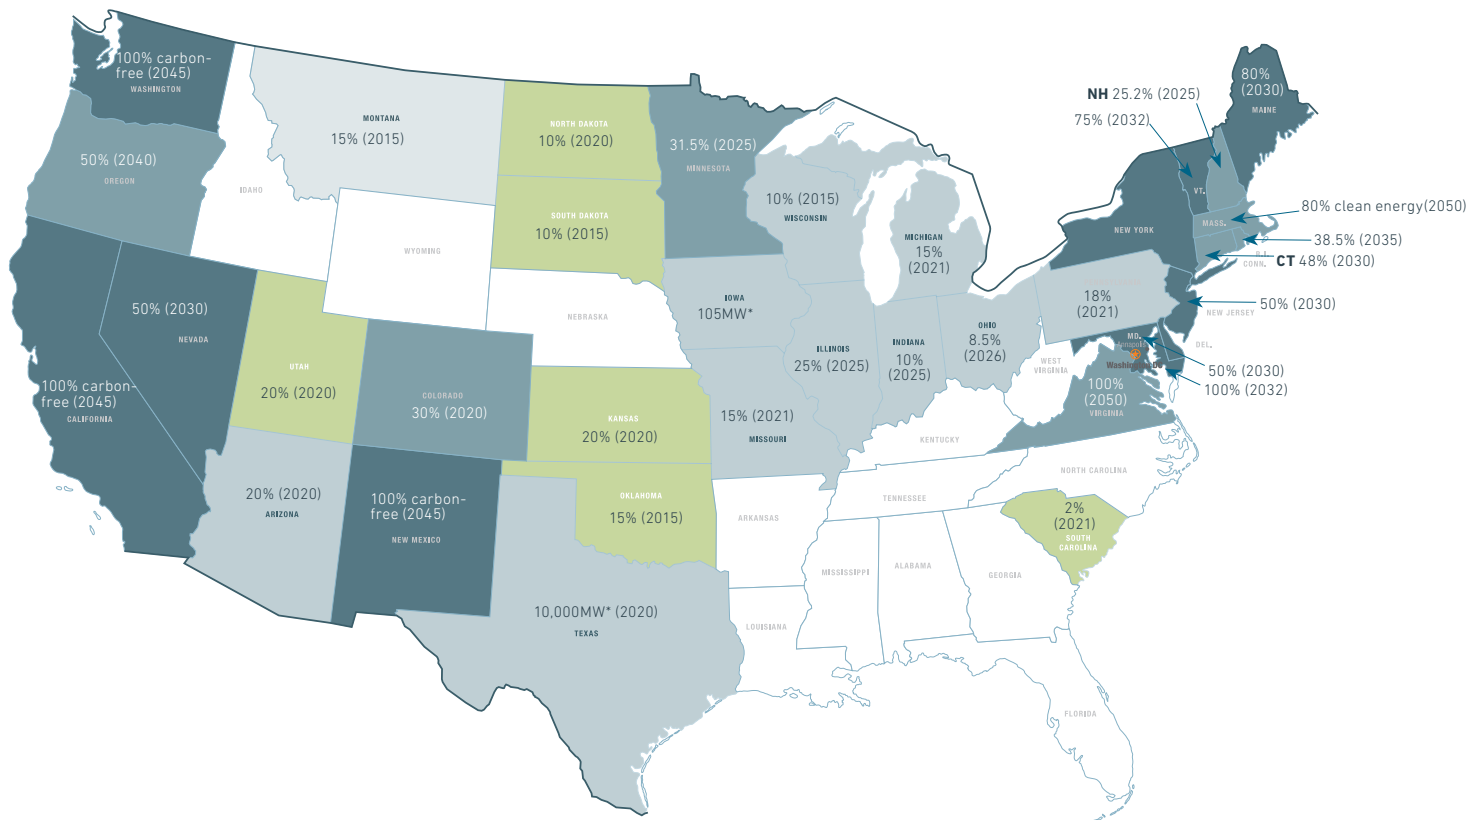 100% carbon-
free (2045)
WASHINGTON
50% (2040)
OREGON
IDAHO
MONTANA
15% (2015)
WYOMING
NORTH DAKOTA
10% (2020)
SOUTH DAKOTA
10% (2015)
31.5% (2025)
MINNESOTA
10% (2015)
WISCONSIN
MICHIGAN
15%
(2021)
80%
(2030)
MAINE
NH 25.2% (2025)
75% (2032)
VT.
NEW YORK
MASS.
80% clean energy(2050)
38.5% (2035)
R.I.
CONN.
CT 48% (2030)
50% (2030)
NEW JERSEY
DEL.
18%
(2021)
MD.
Annapolis
Washington DC
50% (2030)
100% (2032)
50% (2030)
NEVADA
100% carbon-
free (2045)
CALIFORNIA
UTAH
20% (2020)
COLORADO
30% (2020)
NEBRASKA
IOWA
105MW*
ILLINOIS
25% (2025)
INDIANA
10%
(2025)
OHIO
8.5%
(2026)
WEST
VIRGINIA
100%
(2050)
VIRGINIA
KANSAS
20% (2020)
15% (2021)
MISSOURI
KENTUCKY
20% (2020)
ARIZONA
100% carbon-
free (2045)
NEW MEXICO
OKLAHOMA
15% (2015)
ARKANSAS
TENNESSEE
NORTH CAROLINA
2%
(2021)
SOUTH
CAROLINA
10,000MW* (2020)
TEXAS
LOUISIANA
MISSISSIPPI
ALABAMA
GEORGIA
FLORIDA